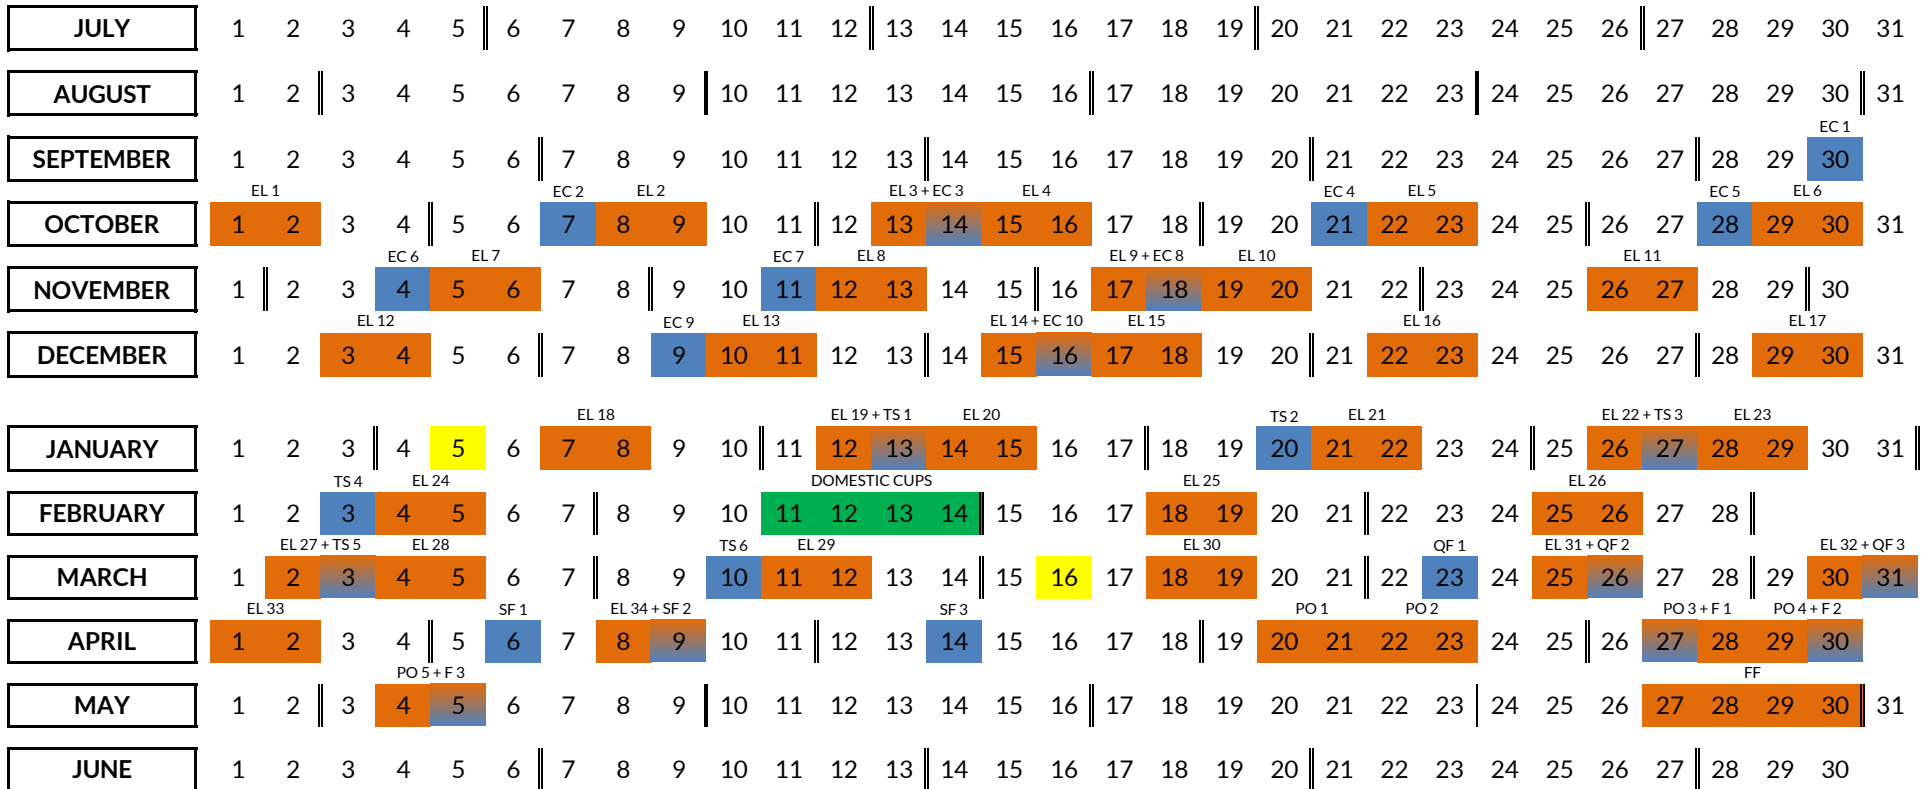 JULY 1 2 3 4 5 6 7 8 9 10 11 12 13 14 15 16 17 18 19 20 21 22 23 24 25 26 27 28 29 30 31
AUGUST 1 2 3 4 5 6 7 8 9 10 11 12 13 14 15 16 17 18 19 20 21 22 23 24 25 26 27 28 29 30 31
EC 1
SEPTEMBER 1 2 3 4 5 6 7 8 9 10 11 12 13 14 15 16 17 18 19 20 21 22 23 24 25 26 27 28 29 30
EL 1 EC 2 EL 2 EL 3 + EC 3 EL 4 EC 4 EL 5 EC 5 EL 6
OCTOBER 1 2 3 4 5 6 7 8 9 10 11 12 13 14 15 16 17 18 19 20 21 22 23 24 25 26 27 28 29 30 31
EC 6 EL 7 EC 7 EL 8 EL 9 + EC 8 EL 10 EL 11
NOVEMBER 1 2 3 4 5 6 7 8 9 10 11 12 13 14 15 16 17 18 19 20 21 22 23 24 25 26 27 28 29 30
EL 12 EC 9 EL 13 EL 14 + EC 10 EL 15 EL 16 EL 17
DECEMBER 1 2 3 4 5 6 7 8 9 10 11 12 13 14 15 16 17 18 19 20 21 22 23 24 25 26 27 28 29 30 31
EL 18 EL 19 + TS 1 EL 20 TS 2 EL 21 EL 22 + TS 3 EL 23
JANUARY 1 2 3 4 5 6 7 8 9 10 11 12 13 14 15 16 17 18 19 20 21 22 23 24 25 26 27 28 29 30 31
TS 4 EL 24 DOMESTIC CUPS EL 25 EL 26
FEBRUARY 1 2 3 4 5 6 7 8 9 10 11 12 13 14 15 16 17 18 19 20 21 22 23 24 25 26 27 28
EL 27 + TS 5 EL 28 TS 6 EL 29 EL 30 QF 1 EL 31 + QF 2 EL 32 + QF 3
MARCH 1 2 3 4 5 6 7 8 9 10 11 12 13 14 15 16 17 18 19 20 21 22 23 24 25 26 27 28 29 30 31
EL 33 SF 1 EL 34 + SF 2 SF 3 PO 1 PO 2 PO 3 + F 1 PO 4 + F 2
APRIL 1 2 3 4 5 6 7 8 9 10 11 12 13 14 15 16 17 18 19 20 21 22 23 24 25 26 27 28 29 30
PO 5 + F 3 FF
MAY 1 2 3 4 5 6 7 8 9 10 11 12 13 14 15 16 17 18 19 20 21 22 23 24 25 26 27 28 29 30 31
JUNE 1 2 3 4 5 6 7 8 9 10 11 12 13 14 15 16 17 18 19 20 21 22 23 24 25 26 27 28 29 30